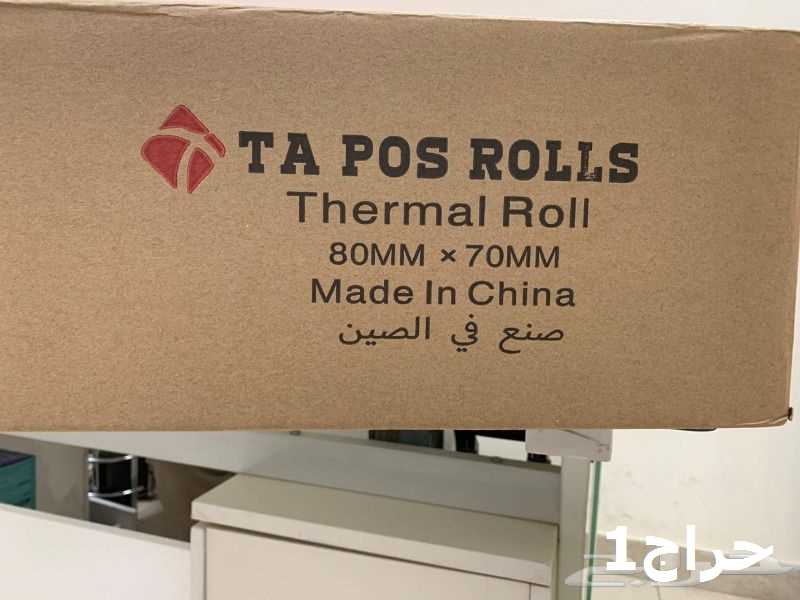 TA POS ROLLS
Thermal Roll
80MM × 70MM
Made In China
صنع في الصين
حراج1